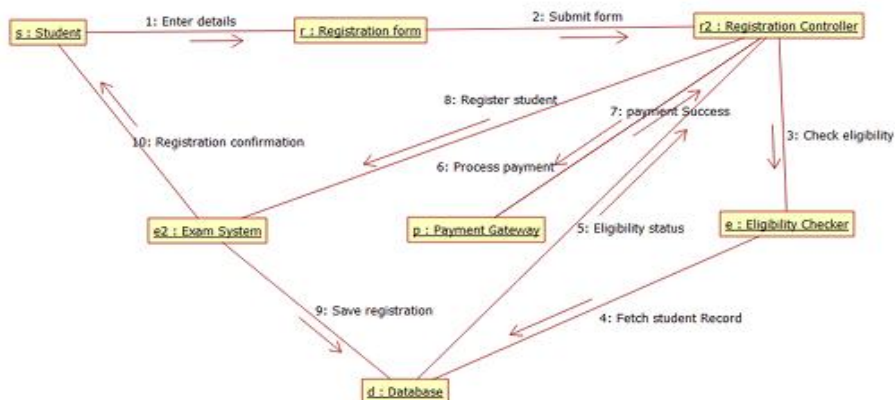 1: Enter details
2: Submit form
s : Student
r : Registration form
r2 : Registration Controller
8: Register student
7: payment Success
10: Registration confirmation
3: Check eligibility
6: Process payment
e2 : Exam System
p : Payment Gateway
5: Eligibility status
e : Eligibility Checker
9: Save registration
4: Fetch student Record
d : Database